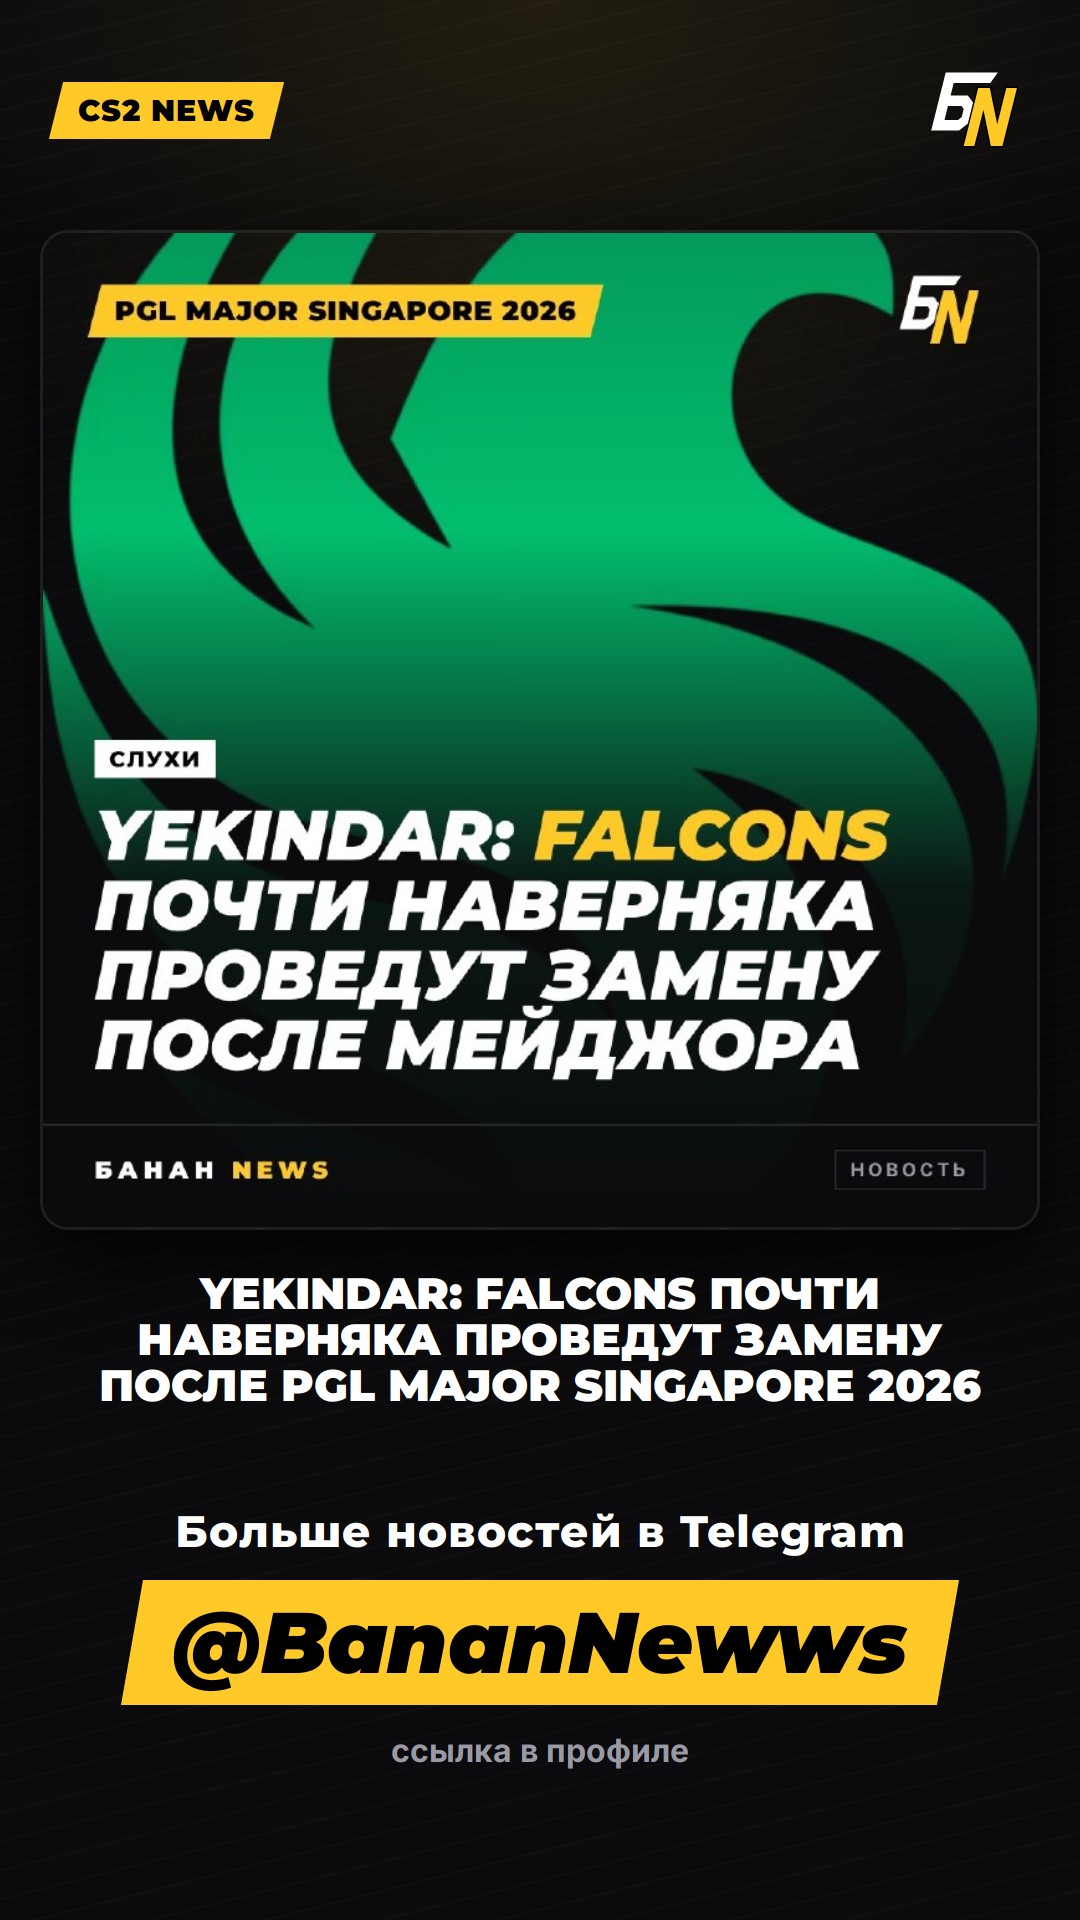 CS2 NEWS
БN
PGL MAJOR SINGAPORE 2026
БN
СЛУХИ
YEKINDAR: FALCONS
ПОЧТИ НАВЕРНЯКА
ПРОВЕДУТ ЗАМЕНУ
ПОСЛЕ МЕЙДЖОРА
БАНАН NEWS
НОВОСТЬ
YEKINDAR: FALCONS ПОЧТИ
НАВЕРНЯКА ПРОВЕДУТ ЗАМЕНУ
ПОСЛЕ PGL MAJOR SINGAPORE 2026
Больше новостей в Telegram
@BananNewws
ссылка в профиле